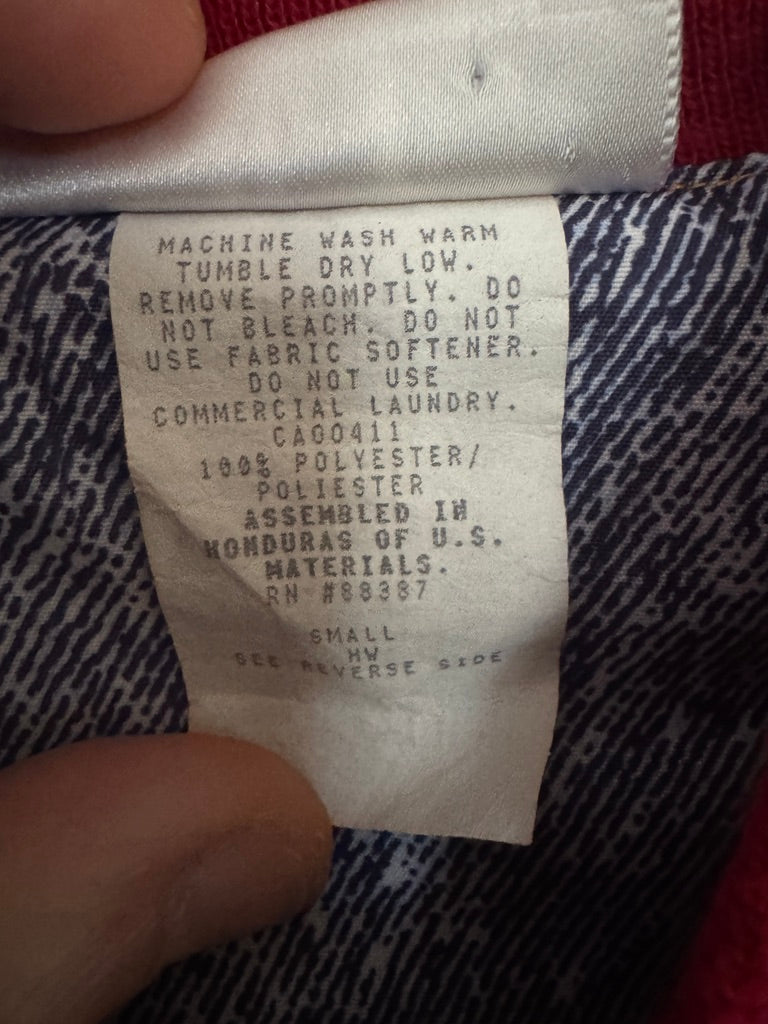 MACHINE WASH WARM
TUMBLE DRY LOW.
REMOVE PROMPTLY. DO
NOT BLEACH. DO NOT
USE FABRIC SOFTENER.
DO NOT USE
COMMERCIAL LAUNDRY.
CA00411
100% POLYESTER/
POLIESTER
ASSEMBLED IN
HONDURAS OF U.S.
MATERIALS.
RN #88387
SMALL
HW
SEE REVERSE SIDE